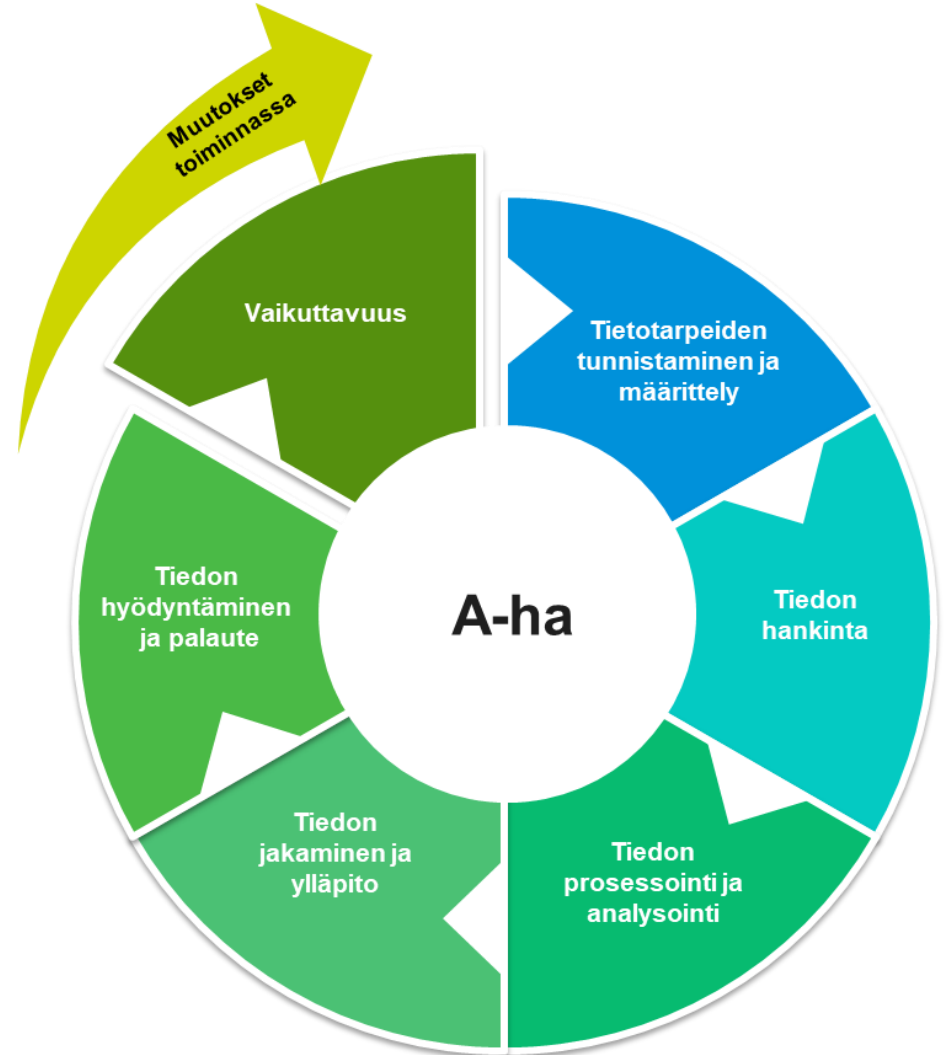 Muutokset
toiminnassa
Vaikuttavuus
Tietotarpeiden
tunnistaminen ja
määrittely
Tiedon
hankinta
Tiedon
prosessointi ja
analysointi
Tiedon
jakaminen ja
ylläpito
Tiedon
hyödyntäminen
ja palaute
A-ha